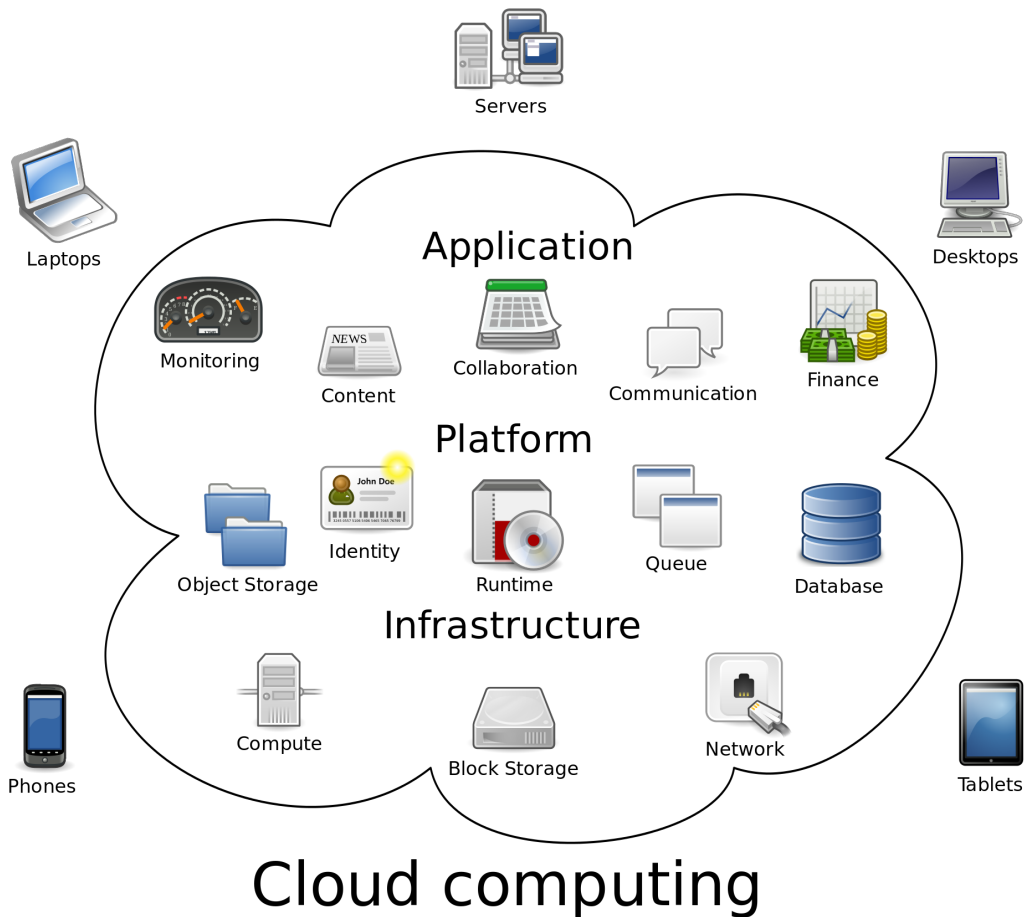 Servers
Laptops
Desktops
Application
Monitoring
Content
Collaboration
Communication
Finance
Platform
NEWS
John Doe
Object Storage
Identity
Runtime
Queue
Database
Infrastructure
Compute
Block Storage
Network
Phones
Tablets
Cloud computing